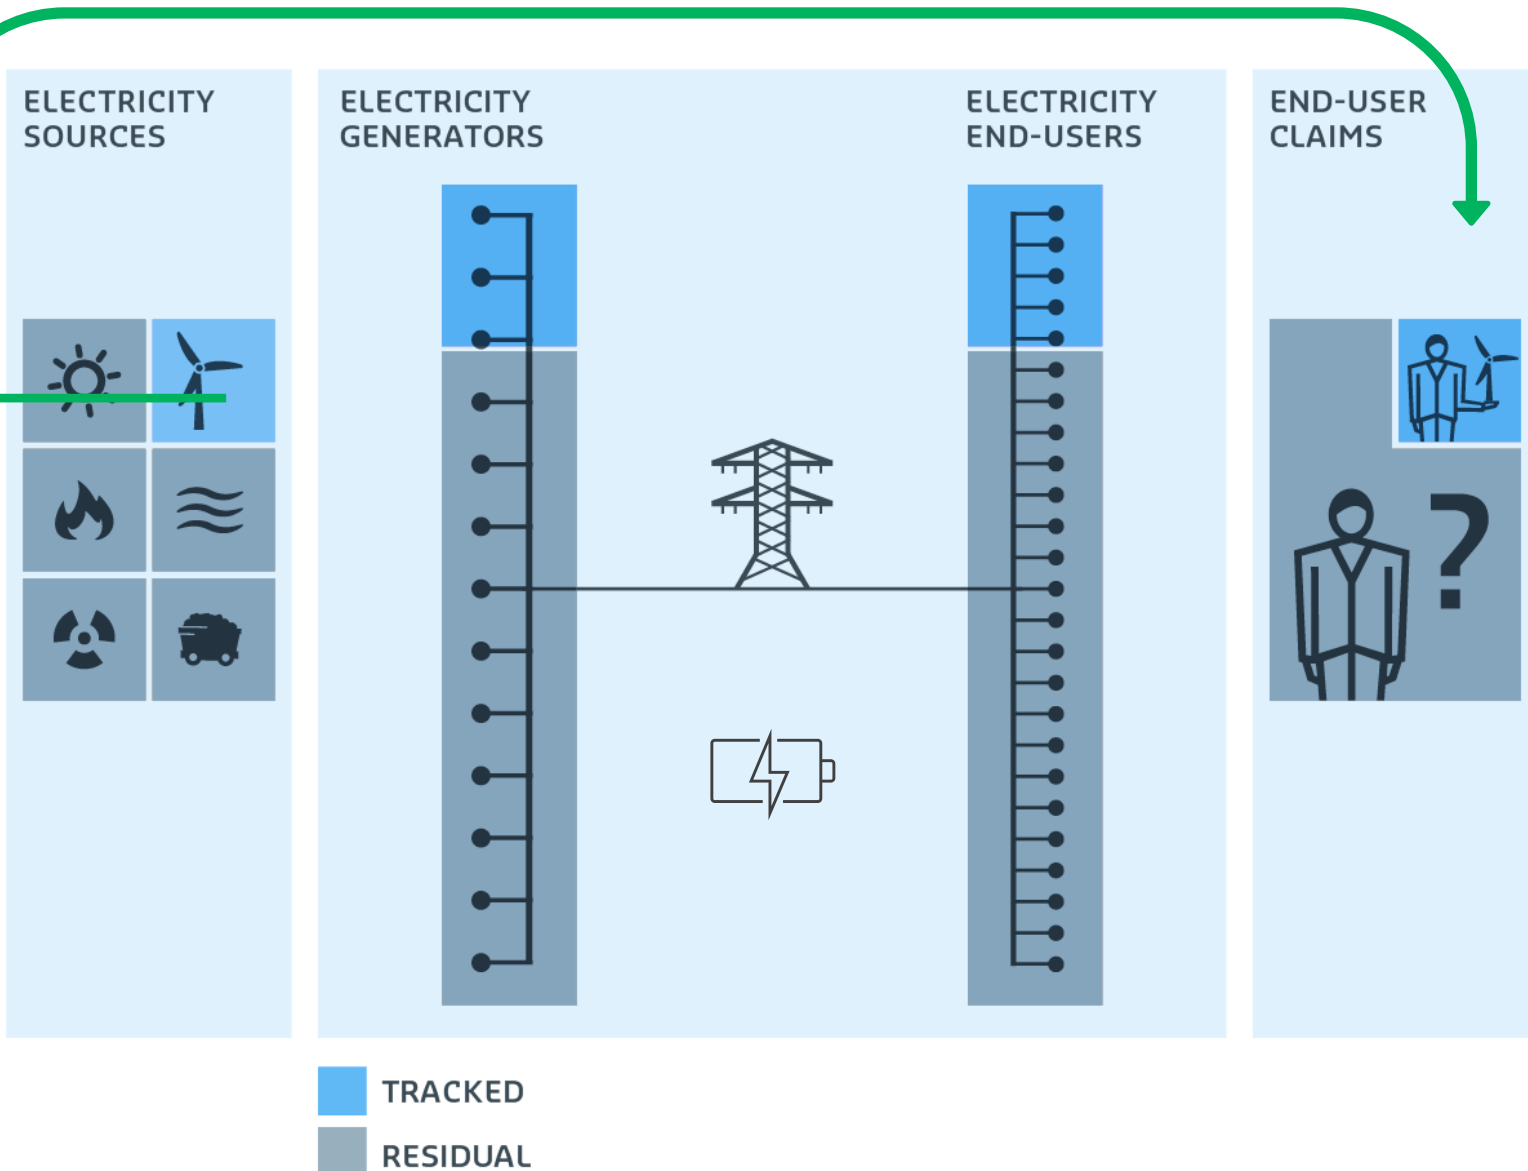 ELECTRICITY
SOURCES
ELECTRICITY
GENERATORS
ELECTRICITY
END-USERS
END-USER
CLAIMS
?
TRACKED
RESIDUAL